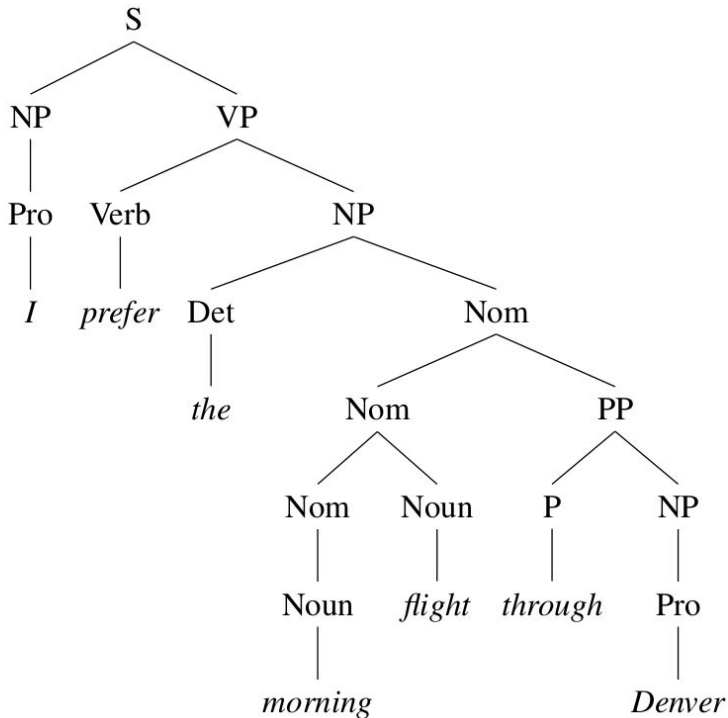 S
NP VP
Pro Verb NP
I prefer Det Nom
the Nom PP
Nom Noun P NP
Noun flight through Pro
morning Denver